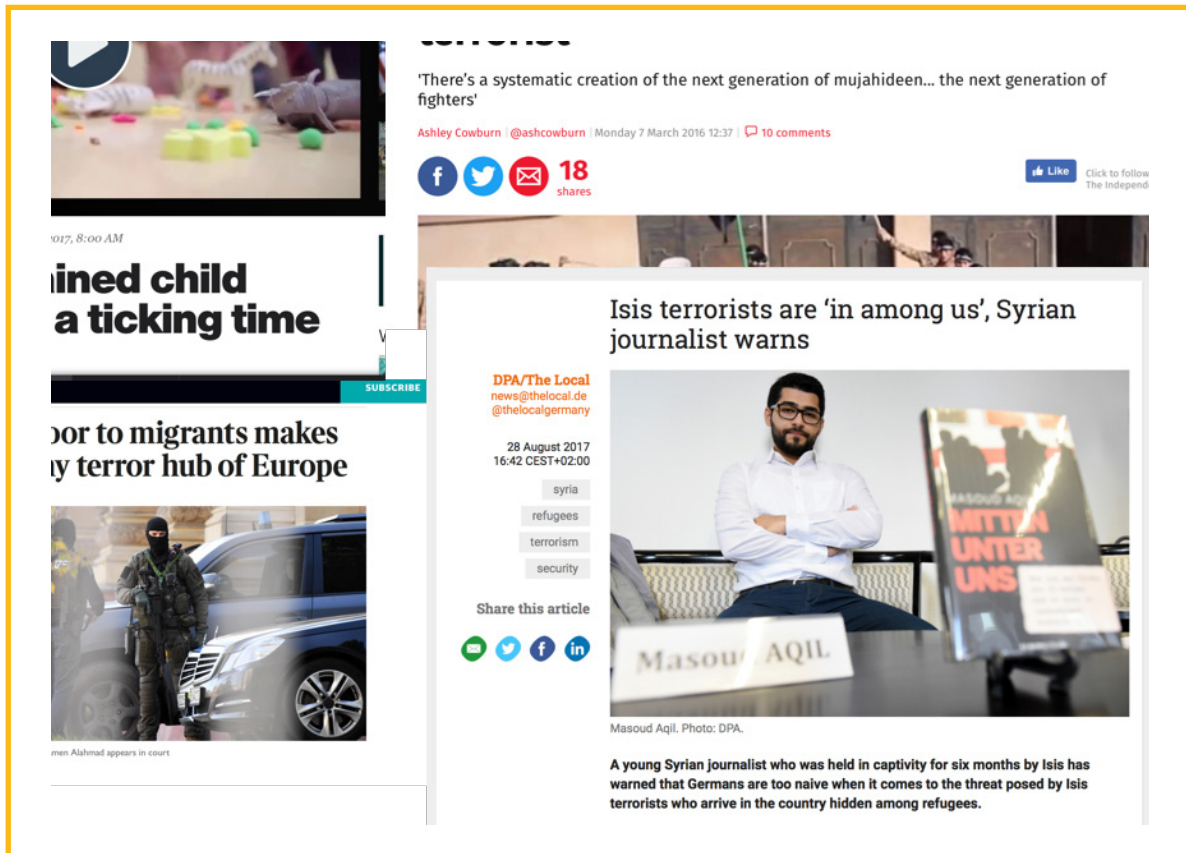 terrorist
'There's a systematic creation of the next generation of mujahideen... the next generation of
fighters'
Ashley Cowburn | @ashcowburn | Monday 7 March 2016 12:37 | 10 comments
f
18
shares
Like
Click to follow
The Independe
2017, 8:00 AM
ined child
a ticking time
W
SUBSCRIBE
oor to migrants makes
y terror hub of Europe
men Alahmad appears in court
Isis terrorists are 'in among us', Syrian
journalist warns
DPA/The Local
news@thelocal.de
@thelocalgermany
28 August 2017
16:42 CEST+02:00
syria
refugees
terrorism
security
Share this article
f in
MASOUD AQIL
MITTEN
UNTER
UNS
Masoud AQIL
Masoud Aqil. Photo: DPA.
A young Syrian journalist who was held in captivity for six months by Isis has
warned that Germans are too naive when it comes to the threat posed by Isis
terrorists who arrive in the country hidden among refugees.